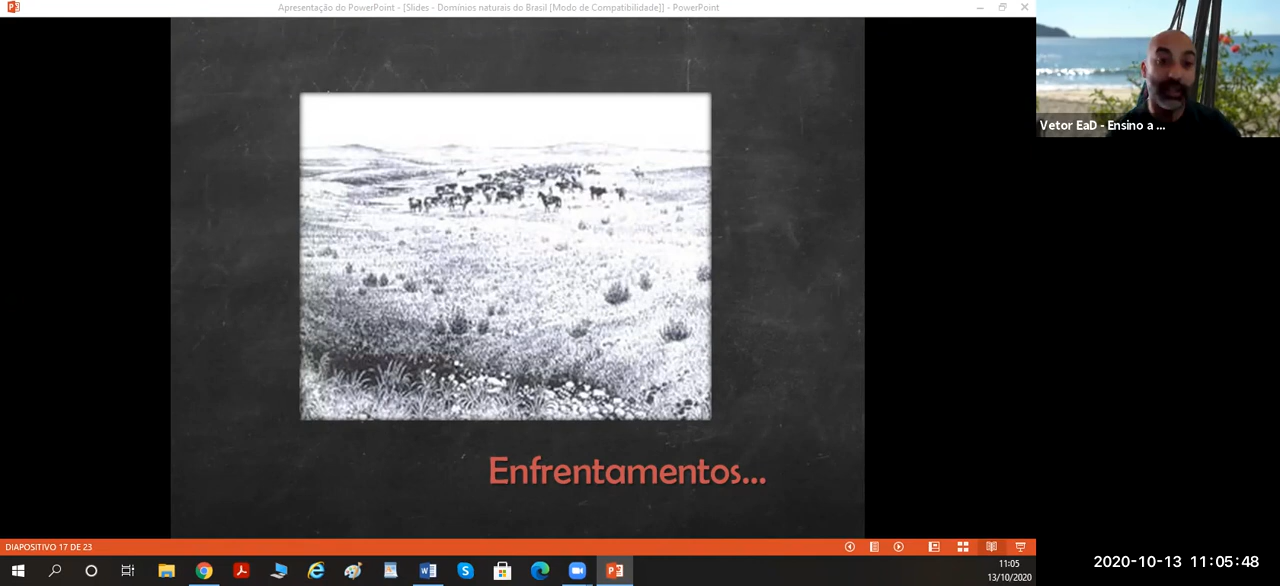 Apresentação do PowerPoint - [Slides - Domínios naturais do Brasil [Modo de Compatibilidade]] - PowerPoint
Vetor EaD - Ensino a ...
Enfrentamentos...
DIAPOSITIVO 17 DE 23
11:05
13/10/2020
2020-10-13 11:05:48